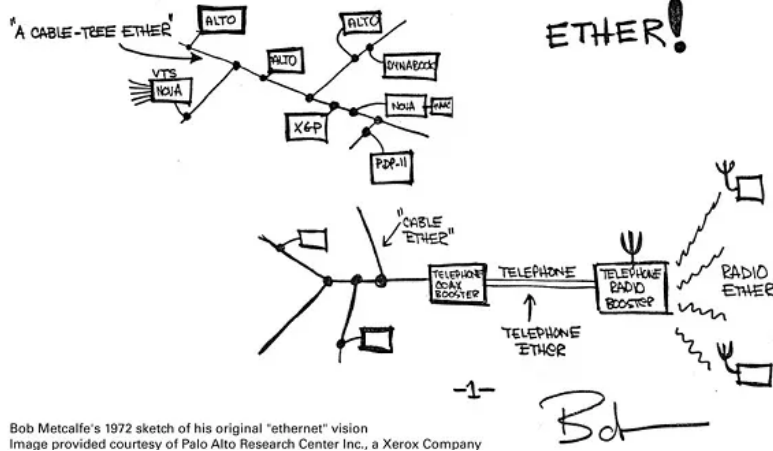 "A CABLE-TREE ETHER"
ALTO
ALTO
ETHER!
ALTO
DYNABOOK
VTS
NOVA
NOVA
XGP
PDP-11
"CABLE
ETHER"
TELEPHONE
COAX
BOOSTER
TELEPHONE
TELEPHONE
RADIO
BOOSTER
RADIO
ETHER
TELEPHONE
ETHER
-1-
Bob
Bob Metcalfe's 1972 sketch of his original "ethernet" vision
Image provided courtesy of Palo Alto Research Center Inc., a Xerox Company